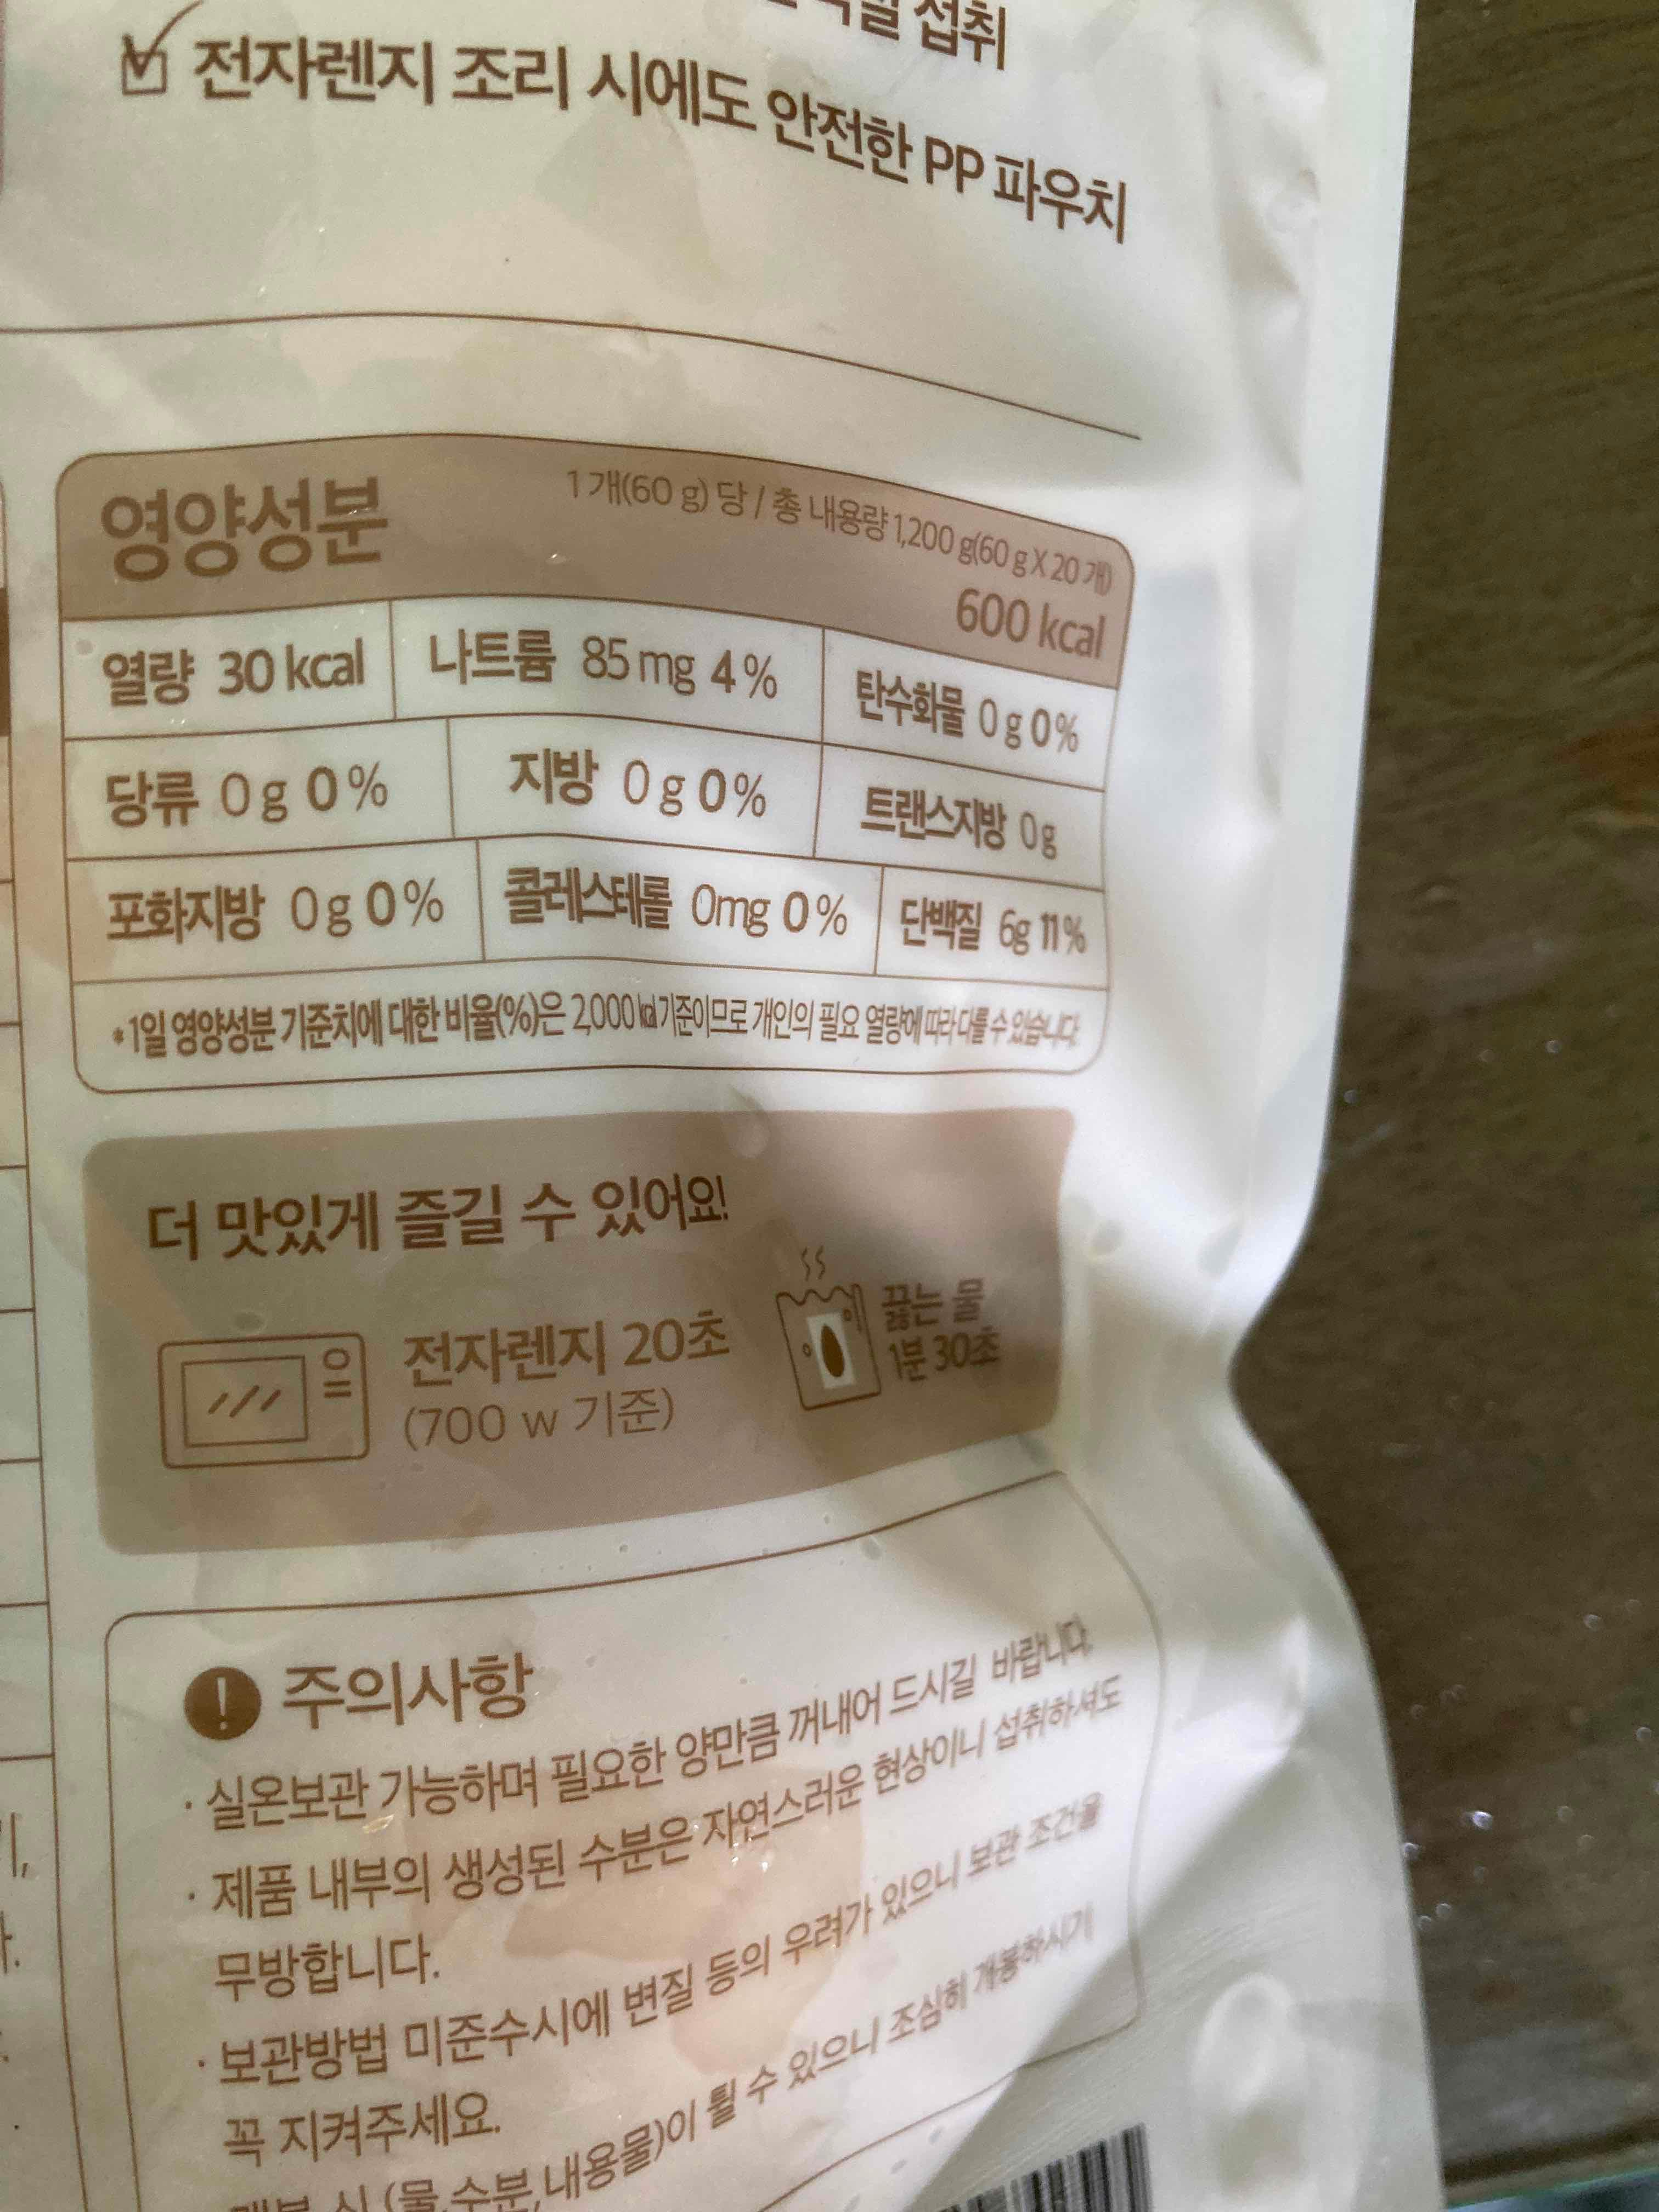 섭취
전자렌지 조리 시에도 안전한 PP 파우치
영양성분
1개(60 g) 당 / 총 내용량 1,200 g(60 g X 20 개)
600 kcal
열량 30 kcal 나트륨 85 mg 4 % 탄수화물 0 g 0 %
당류 0 g 0 % 지방 0 g 0 % 트랜스지방 0 g
포화지방 0 g 0 % 콜레스테롤 0mg 0 % 단백질 6g 11 %
*1일 영양성분 기준치에 대한 비율(%)은 2,000 kcal 기준이므로 개인의 필요 열량에 따라 다를 수 있습니다.
더 맛있게 즐길 수 있어요!
전자렌지 20초
(700 w 기준)
끓는 물
1분 30초
! 주의사항
· 실온보관 가능하며 필요한 양만큼 꺼내어 드시길 바랍니다.
· 제품 내부의 생성된 수분은 자연스러운 현상이니 섭취하셔도
무방합니다.
· 보관방법 미준수시에 변질 등의 우려가 있으니 보관 조건을
꼭 지켜주세요.
시 (물,수분,내용물)이 튈 수 있으니 조심히 개봉하시기